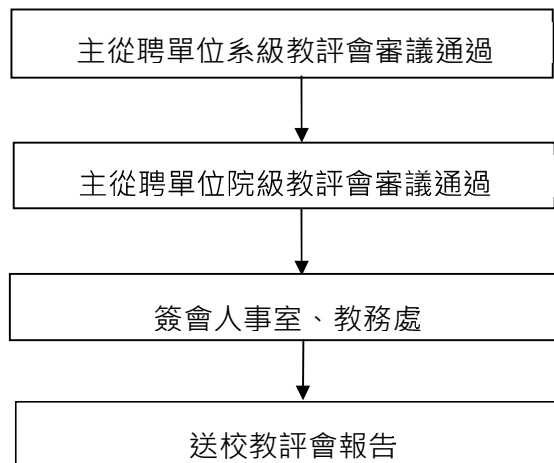 主從聘單位系級教評會審議通過
主從聘單位院級教評會審議通過
簽會人事室、教務處
送校教評會報告